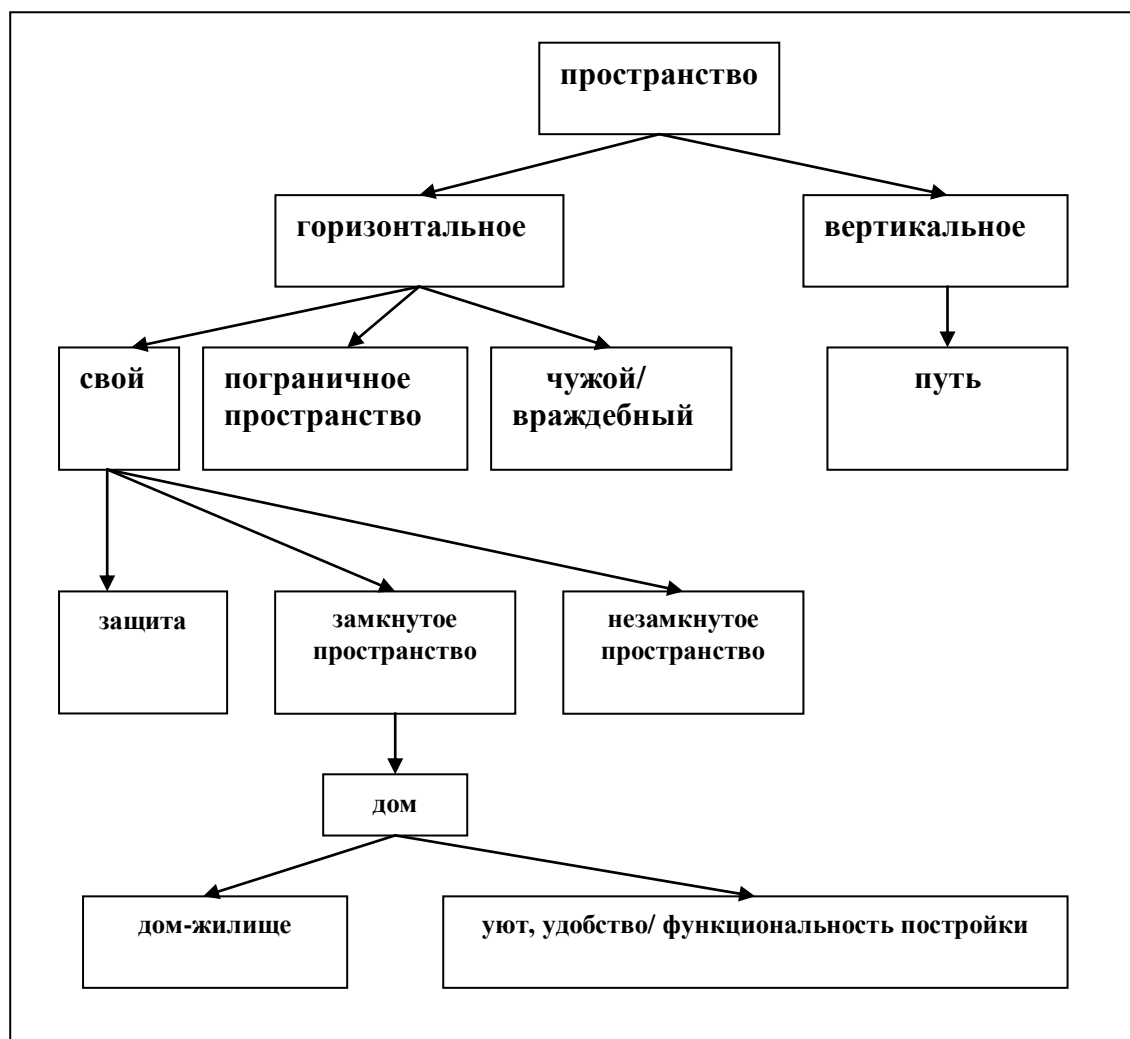 пространство
горизонтальное
вертикальное
свой
пограничное
пространство
чужой/
враждебный
путь
защита
замкнутое
пространство
незамкнутое
пространство
дом
дом-жилище
уют, удобство/ функциональность постройки